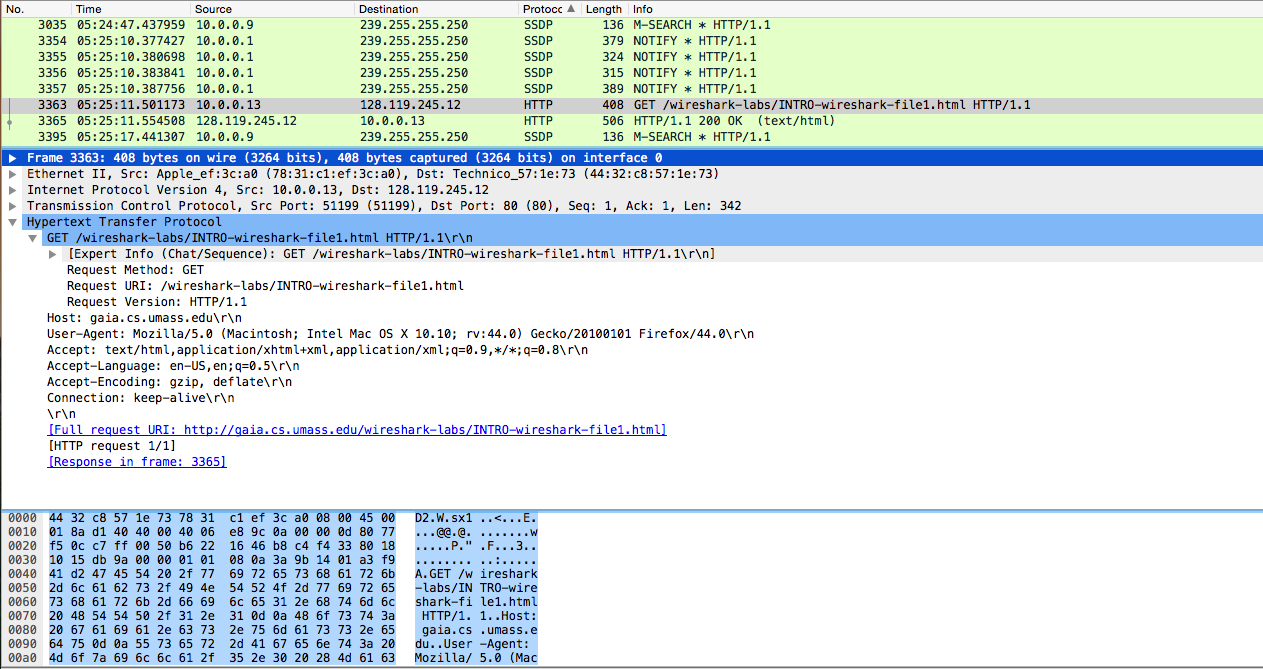 No. Time Source Destination Protocc ▲ Length Info
3035 05:24:47.437959 10.0.0.9 239.255.255.250 SSDP 136 M-SEARCH * HTTP/1.1
3354 05:25:10.377427 10.0.0.1 239.255.255.250 SSDP 379 NOTIFY * HTTP/1.1
3355 05:25:10.380698 10.0.0.1 239.255.255.250 SSDP 324 NOTIFY * HTTP/1.1
3356 05:25:10.383841 10.0.0.1 239.255.255.250 SSDP 315 NOTIFY * HTTP/1.1
3357 05:25:10.387756 10.0.0.1 239.255.255.250 SSDP 389 NOTIFY * HTTP/1.1
3363 05:25:11.501173 10.0.0.13 128.119.245.12 HTTP 408 GET /wireshark-labs/INTRO-wireshark-file1.html HTTP/1.1
3365 05:25:11.554508 128.119.245.12 10.0.0.13 HTTP 506 HTTP/1.1 200 OK (text/html)
3395 05:25:17.441307 10.0.0.9 239.255.255.250 SSDP 136 M-SEARCH * HTTP/1.1
Frame 3363: 408 bytes on wire (3264 bits), 408 bytes captured (3264 bits) on interface 0
Ethernet II, Src: Apple_ef:3c:a0 (78:31:c1:ef:3c:a0), Dst: Technico_57:1e:73 (44:32:c8:57:1e:73)
Internet Protocol Version 4, Src: 10.0.0.13, Dst: 128.119.245.12
Transmission Control Protocol, Src Port: 51199 (51199), Dst Port: 80 (80), Seq: 1, Ack: 1, Len: 342
Hypertext Transfer Protocol
GET /wireshark-labs/INTRO-wireshark-file1.html HTTP/1.1\r\n
[Expert Info (Chat/Sequence): GET /wireshark-labs/INTRO-wireshark-file1.html HTTP/1.1\r\n]
Request Method: GET
Request URI: /wireshark-labs/INTRO-wireshark-file1.html
Request Version: HTTP/1.1
Host: gaia.cs.umass.edu\r\n
User-Agent: Mozilla/5.0 (Macintosh; Intel Mac OS X 10.10; rv:44.0) Gecko/20100101 Firefox/44.0\r\n
Accept: text/html,application/xhtml+xml,application/xml;q=0.9,*/*;q=0.8\r\n
Accept-Language: en-US,en;q=0.5\r\n
Accept-Encoding: gzip, deflate\r\n
Connection: keep-alive\r\n
\r\n
[Full request URI: http://gaia.cs.umass.edu/wireshark-labs/INTRO-wireshark-file1.html]
[HTTP request 1/1]
[Response in frame: 3365]
0000 44 32 c8 57 1e 73 78 31 c1 ef 3c a0 08 00 45 00 D2.W.sx1 ..<...E.
0010 01 8a d1 40 40 00 40 06 e8 9c 0a 00 00 0d 80 77 ...@@.@. .......w
0020 f5 0c c7 ff 00 50 b6 22 16 46 b8 c4 f4 33 80 18 .....P." .F...3..
0030 10 15 db 9a 00 00 01 01 08 0a 3a 9b 14 01 a3 f9 ........ ..:.....
0040 41 d2 47 45 54 20 2f 77 69 72 65 73 68 61 72 6b A.GET /w ireshark
0050 2d 6c 61 62 73 2f 49 4e 54 52 4f 2d 77 69 72 65 -labs/IN TRO-wire
0060 73 68 61 72 6b 2d 66 69 6c 65 31 2e 68 74 6d 6c shark-fi le1.html
0070 20 48 54 54 50 2f 31 2e 31 0d 0a 48 6f 73 74 3a HTTP/1. 1..Host:
0080 20 67 61 69 61 2e 63 73 2e 75 6d 61 73 73 2e 65 gaia.cs .umass.e
0090 64 75 0d 0a 55 73 65 72 2d 41 67 65 6e 74 3a 20 du..User -Agent:
00a0 4d 6f 7a 69 6c 6c 61 2f 35 2e 30 20 28 4d 61 63 Mozilla/ 5.0 (Mac